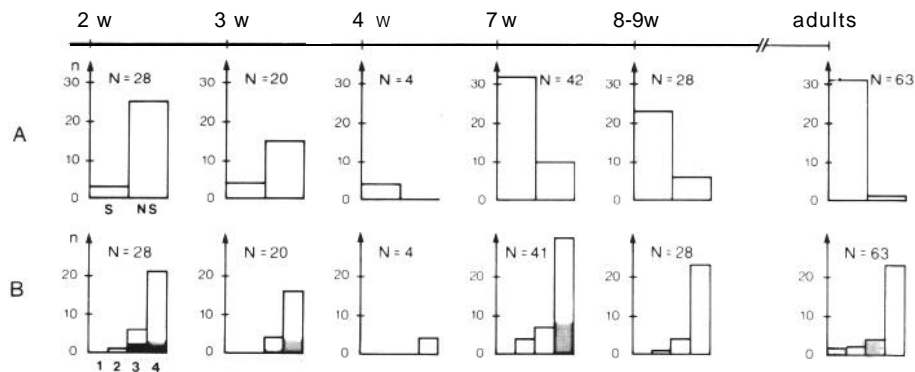 2 w 3 w 4 w 7 w 8-9w adults
n N = 28 N = 20 N = 4 N = 42 N = 28 N = 63
30 30 30 30 30 30
20 20 20 20 20 20
A
10 10 10 10 10 10
0 0 0 0 0 0
S NS
n N = 28 N = 20 N = 4 N = 41 N = 28 N = 63
20 20 20 20 20 20
B
10 10 10 10 10 10
0 0 0 0 0 0
1 2 3 4